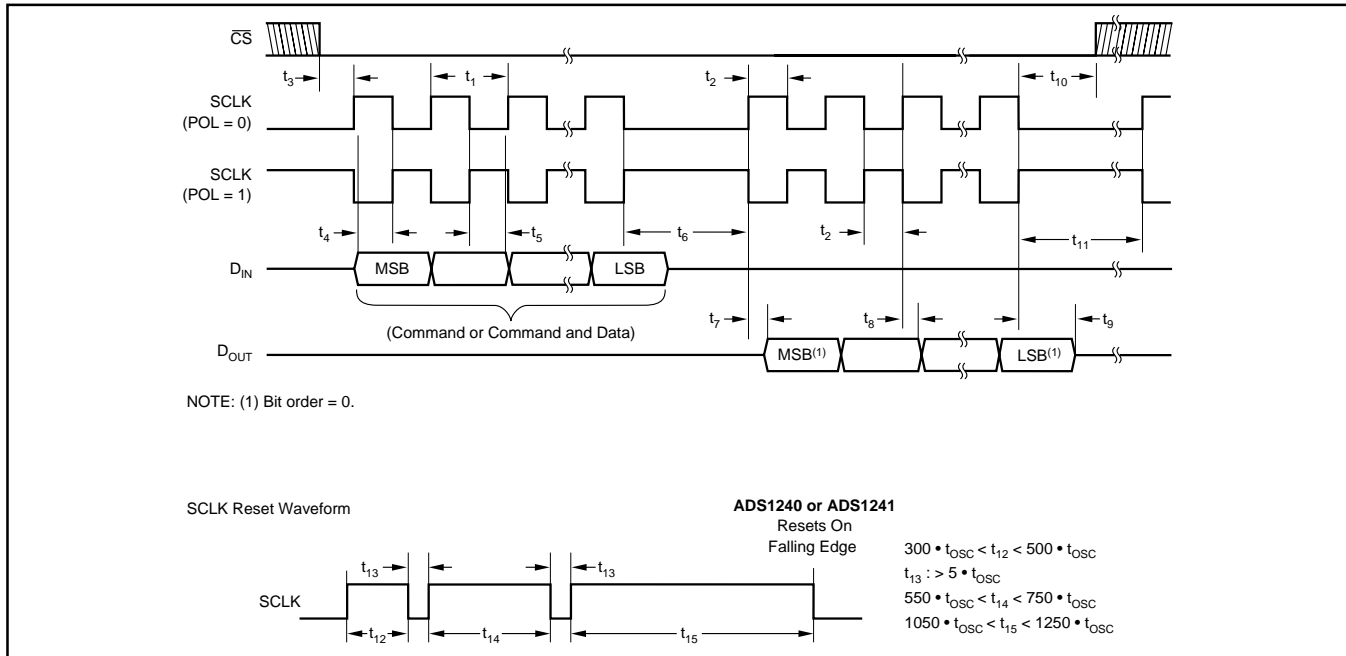 CS
t3
t1
t2
t10
SCLK
(POL = 0)
SCLK
(POL = 1)
t4
t5
t6
t2
t11
DIN
MSB
LSB
(Command or Command and Data)
t7
t8
t9
DOUT
MSB(1)
LSB(1)
NOTE: (1) Bit order = 0.
SCLK Reset Waveform
ADS1240 or ADS1241
Resets On
Falling Edge
300 • tOSC < t12 < 500 • tOSC
t13 : > 5 • tOSC
550 • tOSC < t14 < 750 • tOSC
1050 • tOSC < t15 < 1250 • tOSC
t13
t13
SCLK
t12
t14
t15